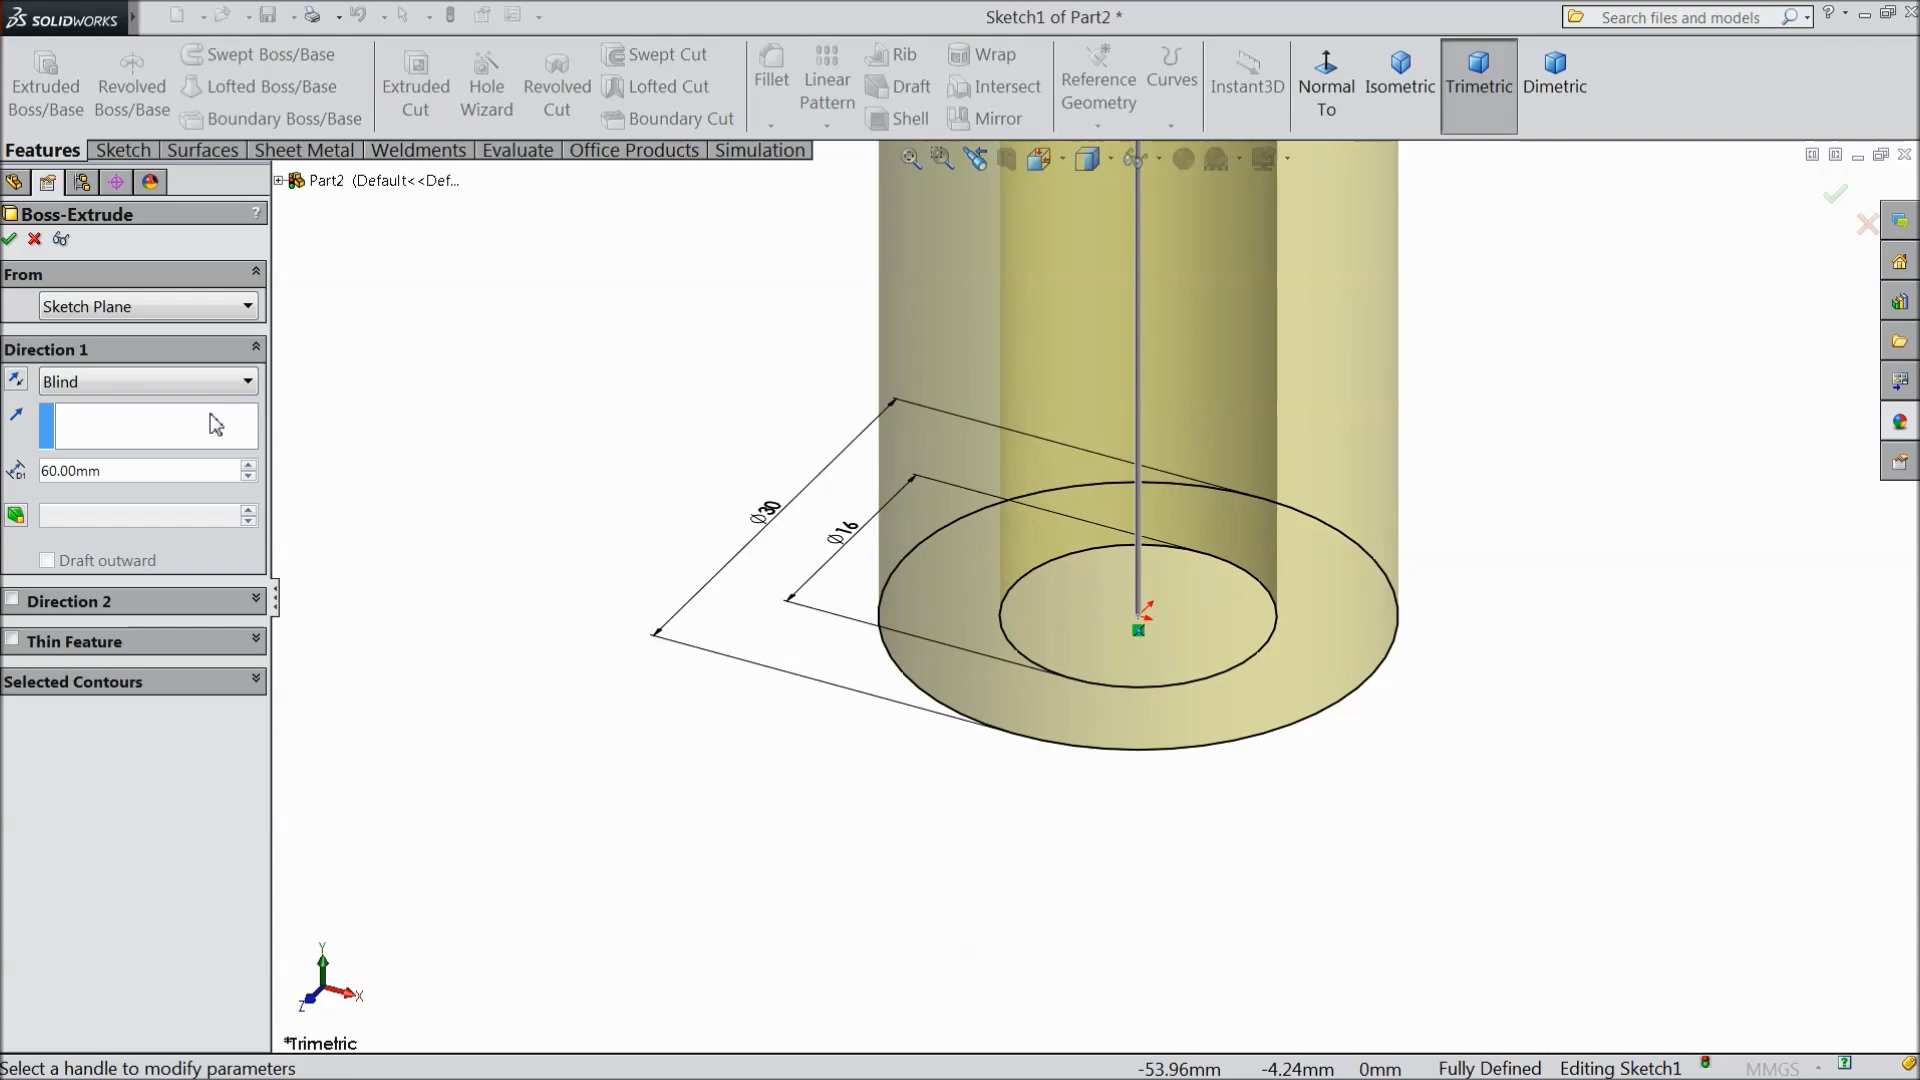 SOLIDWORKS
Sketch1 of Part2 *
Search files and models
?
Extruded Boss/Base
Revolved Boss/Base
Swept Boss/Base
Lofted Boss/Base
Boundary Boss/Base
Extruded Cut
Hole Wizard
Revolved Cut
Swept Cut
Lofted Cut
Boundary Cut
Fillet
Linear Pattern
Rib
Draft
Shell
Wrap
Intersect
Mirror
Reference Geometry
Curves
Instant3D
Normal To
Isometric
Trimetric
Dimetric
Features
Sketch
Surfaces
Sheet Metal
Weldments
Evaluate
Office Products
Simulation
Part2 (Default<<Def...
Boss-Extrude
?
From
Sketch Plane
Direction 1
Blind
D1
60.00mm
Draft outward
Direction 2
Thin Feature
Selected Contours
Ø30
Ø16
Y
X
Z
*Trimetric
Select a handle to modify parameters
-53.96mm
-4.24mm
0mm
Fully Defined
Editing Sketch1
MMGS
?